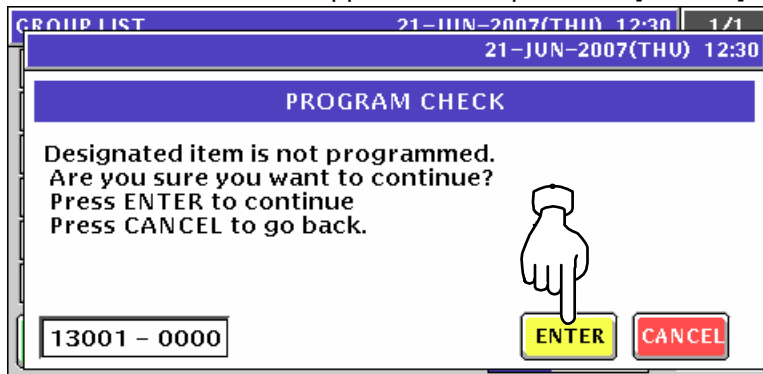 GROUP LIST 21-JUN-2007(THU) 12:30 1/1
21-JUN-2007(THU) 12:30
PROGRAM CHECK
Designated item is not programmed.
Are you sure you want to continue?
Press ENTER to continue
Press CANCEL to go back.
13001 - 0000 ENTER CANCEL